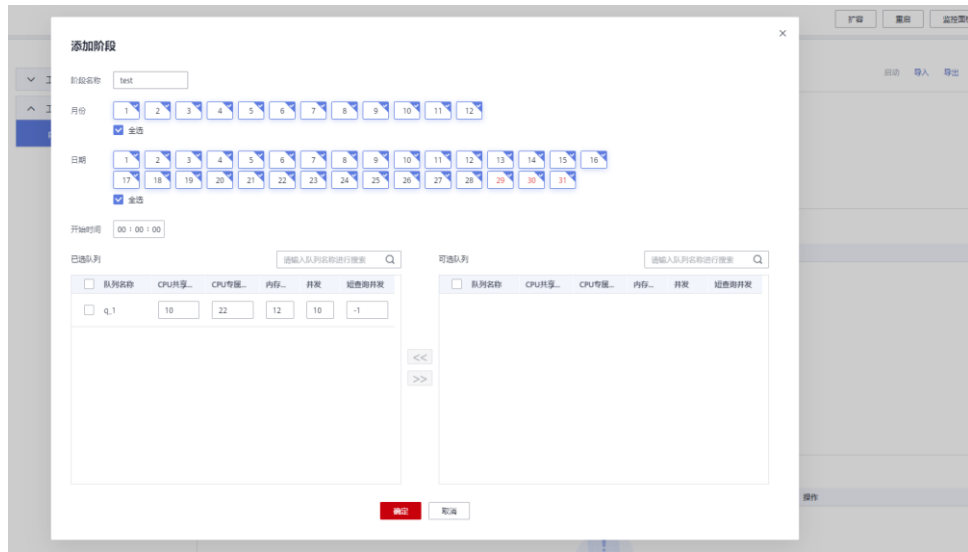 扩容 重启 监控面
添加阶段
阶段名称 test
启动 导入 导出
月份 1 2 3 4 5 6 7 8 9 10 11 12
全选
日期 1 2 3 4 5 6 7 8 9 10 11 12 13 14 15 16
17 18 19 20 21 22 23 24 25 26 27 28 29 30 31
全选
开始时间 00 : 00 : 00
已选队列 请输入队列名称进行搜索 可选队列 请输入队列名称进行搜索
队列名称 CPU共享... CPU专属... 内存... 并发 短查询并发 队列名称 CPU共享... CPU专属... 内存... 并发 短查询并发
q_1 10 22 12 10 -1
<<
>>
操作
确定 取消